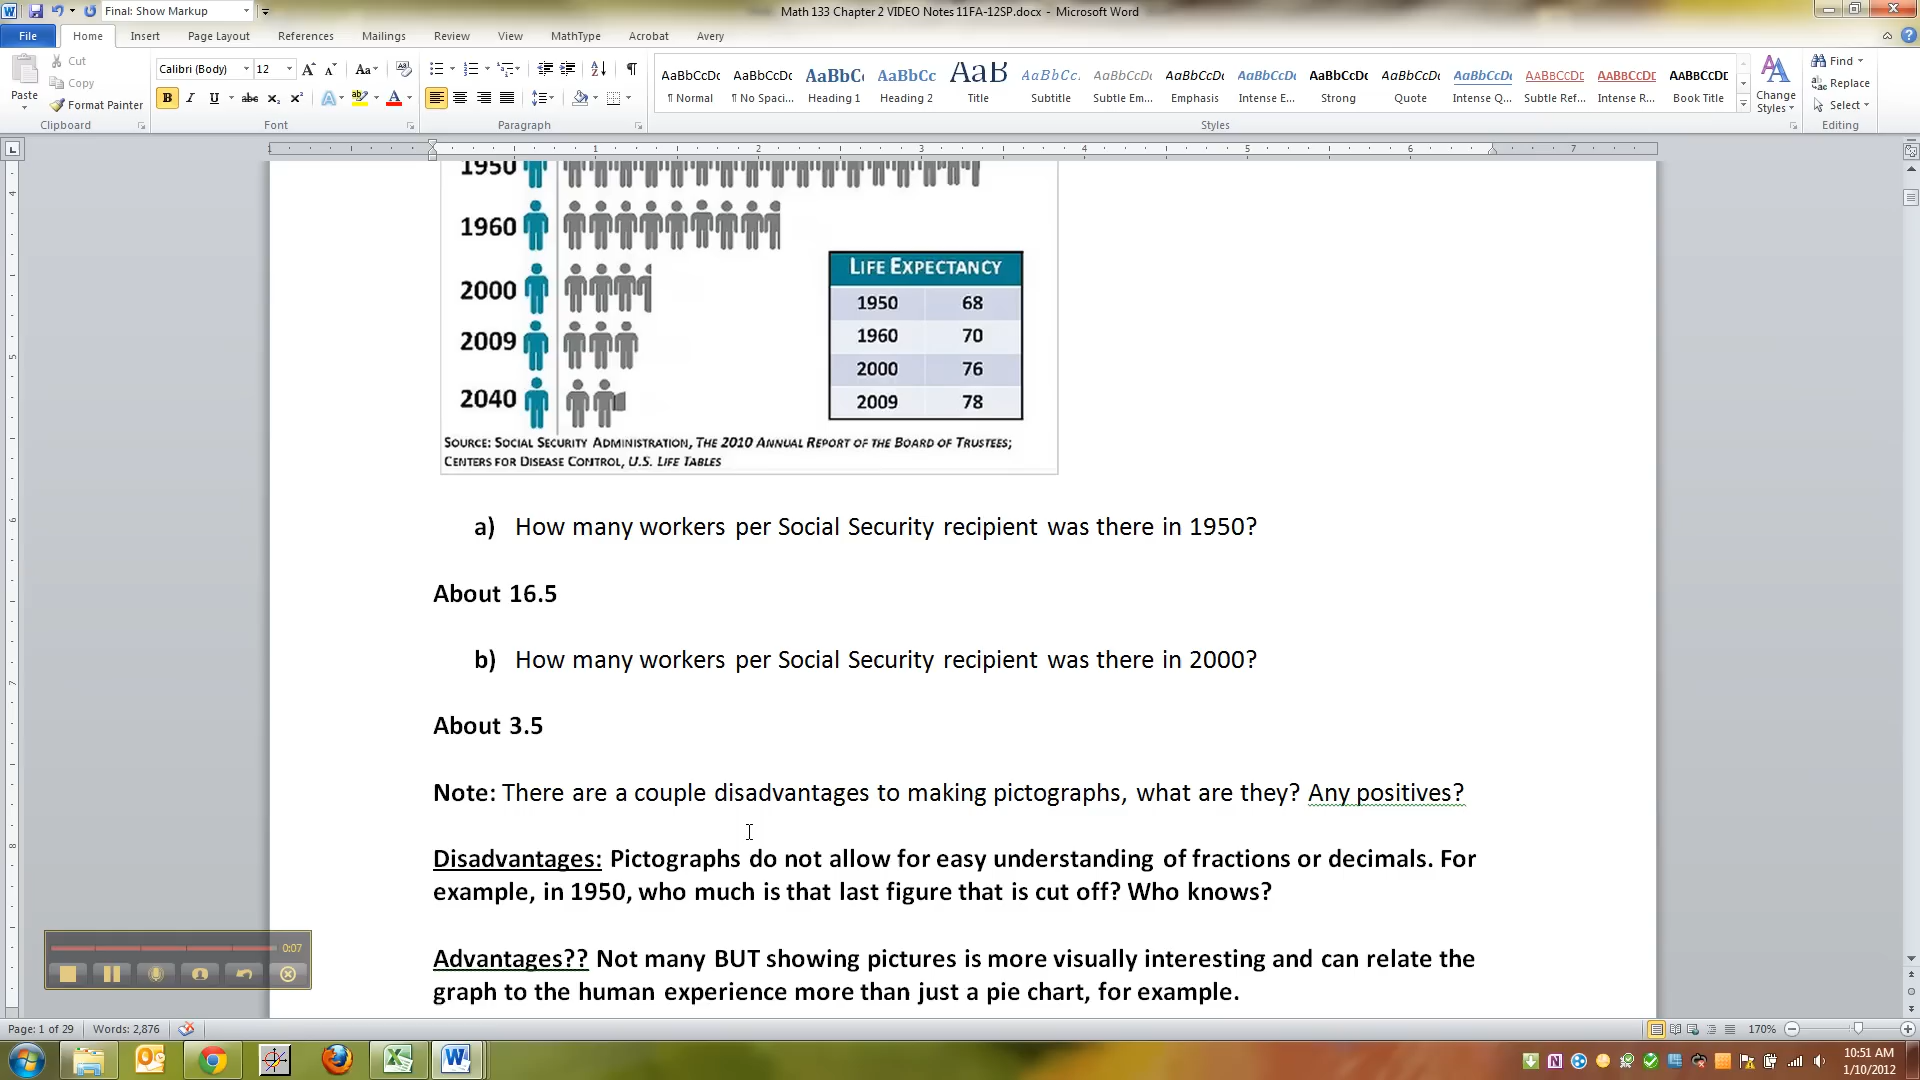 Final: Show Markup
Math 133 Chapter 2 VIDEO Notes 11FA-12SP.docx - Microsoft Word
File Home Insert Page Layout References Mailings Review View MathType Acrobat Avery
Cut
Copy
Paste
Format Painter
Clipboard
Calibri (Body) 12
Font
Paragraph
AaBbCcDc AaBbCcDc AaBbC AaBbCc AaB AaBbCc. AaBbCcDc AaBbCcDc AaBbCcDc AaBbCcDc AaBbCcDc AaBbCcDc AABBCCDD AABBCCDD AABBCCDD
¶ Normal ¶ No Spaci... Heading 1 Heading 2 Title Subtitle Subtle Em... Emphasis Intense E... Strong Quote Intense Q... Subtle Ref... Intense R... Book Title
Change Styles
Styles
Find
Replace
Select
Editing
1950
1960
2000
2009
2040
LIFE EXPECTANCY
1950 68
1960 70
2000 76
2009 78
SOURCE: SOCIAL SECURITY ADMINISTRATION, THE 2010 ANNUAL REPORT OF THE BOARD OF TRUSTEES;
CENTERS FOR DISEASE CONTROL, U.S. LIFE TABLES
a) How many workers per Social Security recipient was there in 1950?
About 16.5
b) How many workers per Social Security recipient was there in 2000?
About 3.5
Note: There are a couple disadvantages to making pictographs, what are they? Any positives?
Disadvantages: Pictographs do not allow for easy understanding of fractions or decimals. For
example, in 1950, who much is that last figure that is cut off? Who knows?
Advantages?? Not many BUT showing pictures is more visually interesting and can relate the
graph to the human experience more than just a pie chart, for example.
0:07
Page: 1 of 29 Words: 2,876
170%
10:51 AM
1/10/2012